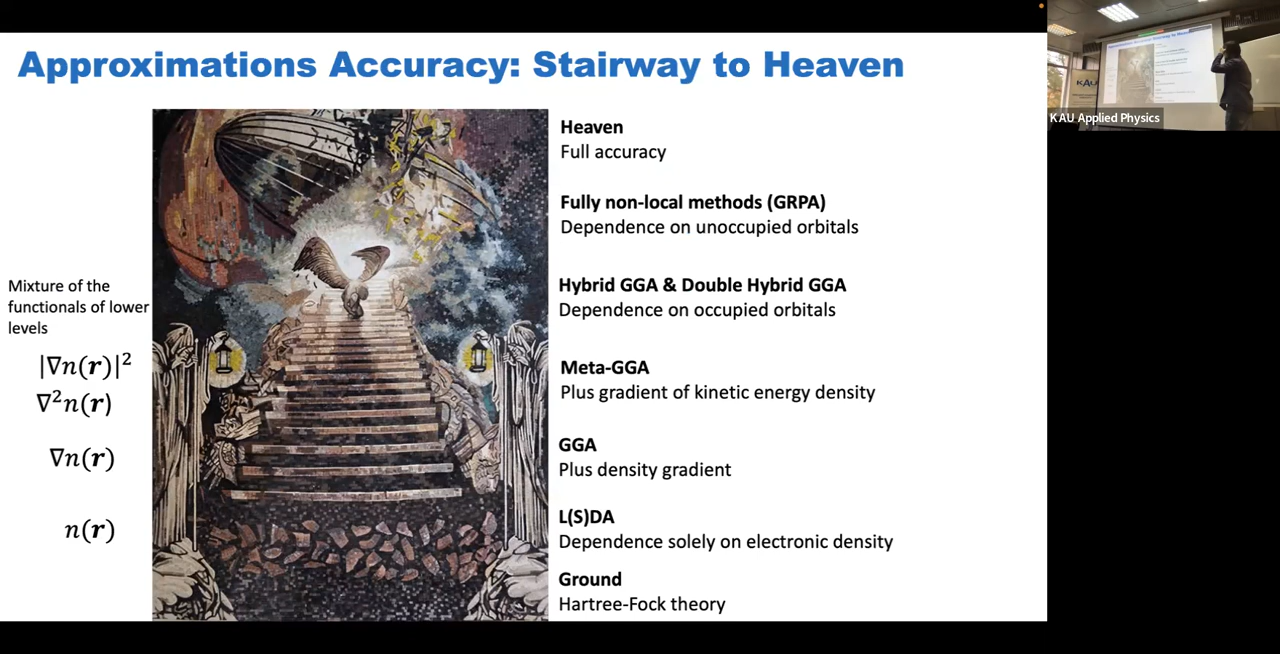 Approximations Accuracy: Stairway to Heaven
Heaven
Full accuracy
Fully non-local methods (GRPA)
Dependence on unoccupied orbitals
Mixture of the
functionals of lower
levels
Hybrid GGA & Double Hybrid GGA
Dependence on occupied orbitals
|∇n(r)|²
∇²n(r)
Meta-GGA
Plus gradient of kinetic energy density
∇n(r)
GGA
Plus density gradient
n(r)
L(S)DA
Dependence solely on electronic density
Ground
Hartree-Fock theory
KAU
KAU Applied Physics